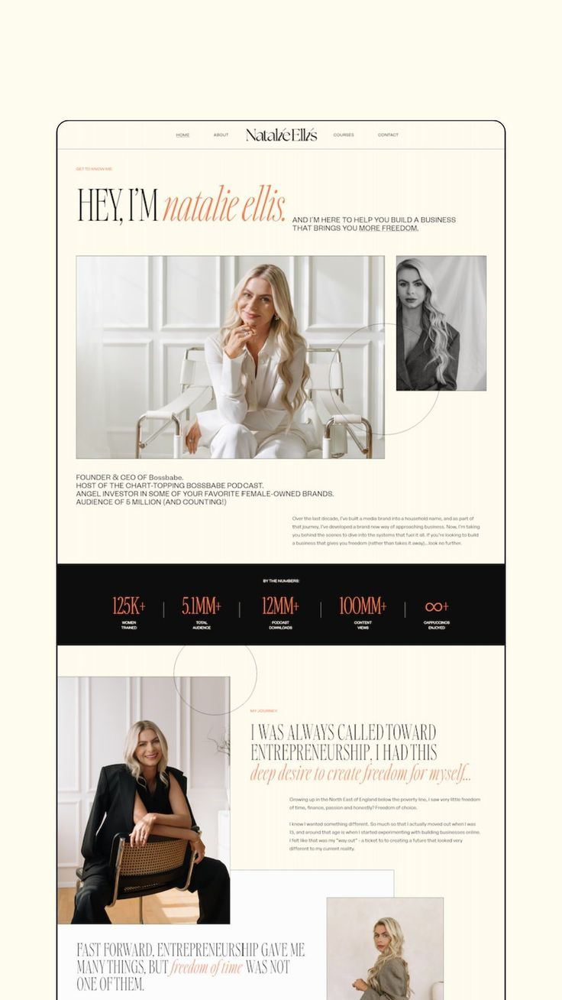 HOME ABOUT Natalie Ellis COURSES CONTACT
GET TO KNOW ME
HEY, I'M natalie ellis.
AND I'M HERE TO HELP YOU BUILD A BUSINESS
THAT BRINGS YOU MORE FREEDOM.
FOUNDER & CEO OF Bossbabe.
HOST OF THE CHART-TOPPING BOSSBABE PODCAST.
ANGEL INVESTOR IN SOME OF YOUR FAVORITE FEMALE-OWNED BRANDS.
AUDIENCE OF 5 MILLION (AND COUNTING!)
Over the last decade, I've built a media brand into a household name, and as part of
that journey, I've developed a brand new way of approaching business. Now, I'm taking
you behind the scenes to dive into the systems that fuel it all. If you're looking to build
a business that gives you freedom (rather than takes it away)...look no further.
BY THE NUMBERS:
125K+ 5.1MM+ 12MM+ 100MM+ ∞+
WOMEN TOTAL PODCAST CONTENT CAPPUCCINOS
TRAINED AUDIENCE DOWNLOADS VIEWS ENJOYED
MY JOURNEY
I WAS ALWAYS CALLED TOWARD
ENTREPRENEURSHIP. I HAD THIS
deep desire to create freedom for myself...
Growing up in the North East of England below the poverty line, I saw very little freedom
of time, finance, passion and honestly? Freedom of choice.
I knew I wanted something different. So much so that I actually moved out when I was
13, and around that age is when I started experimenting with building businesses online.
I felt like that was my "way out" - a ticket to to creating a future that looked very
different to my current reality.
FAST FORWARD, ENTREPRENEURSHIP GAVE ME
MANY THINGS, BUT freedom of time WAS NOT
ONE OF THEM.